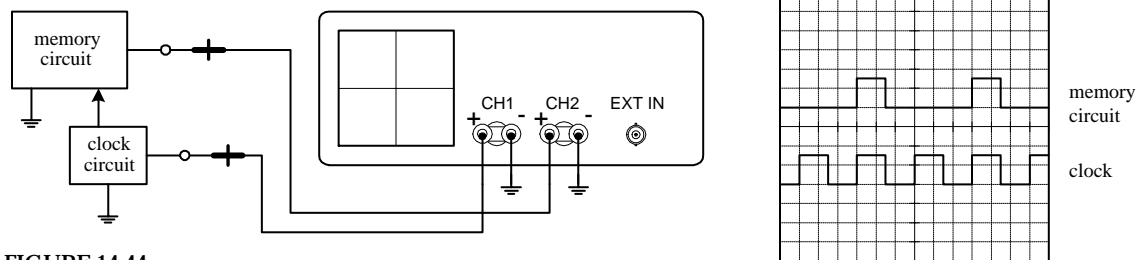 memory
circuit
clock
circuit
CH1
CH2
EXT IN
+
-
+
-
memory
circuit
clock
FIGURE 14.44